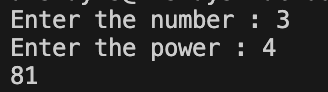 Enter the number : 3
Enter the power : 4
81